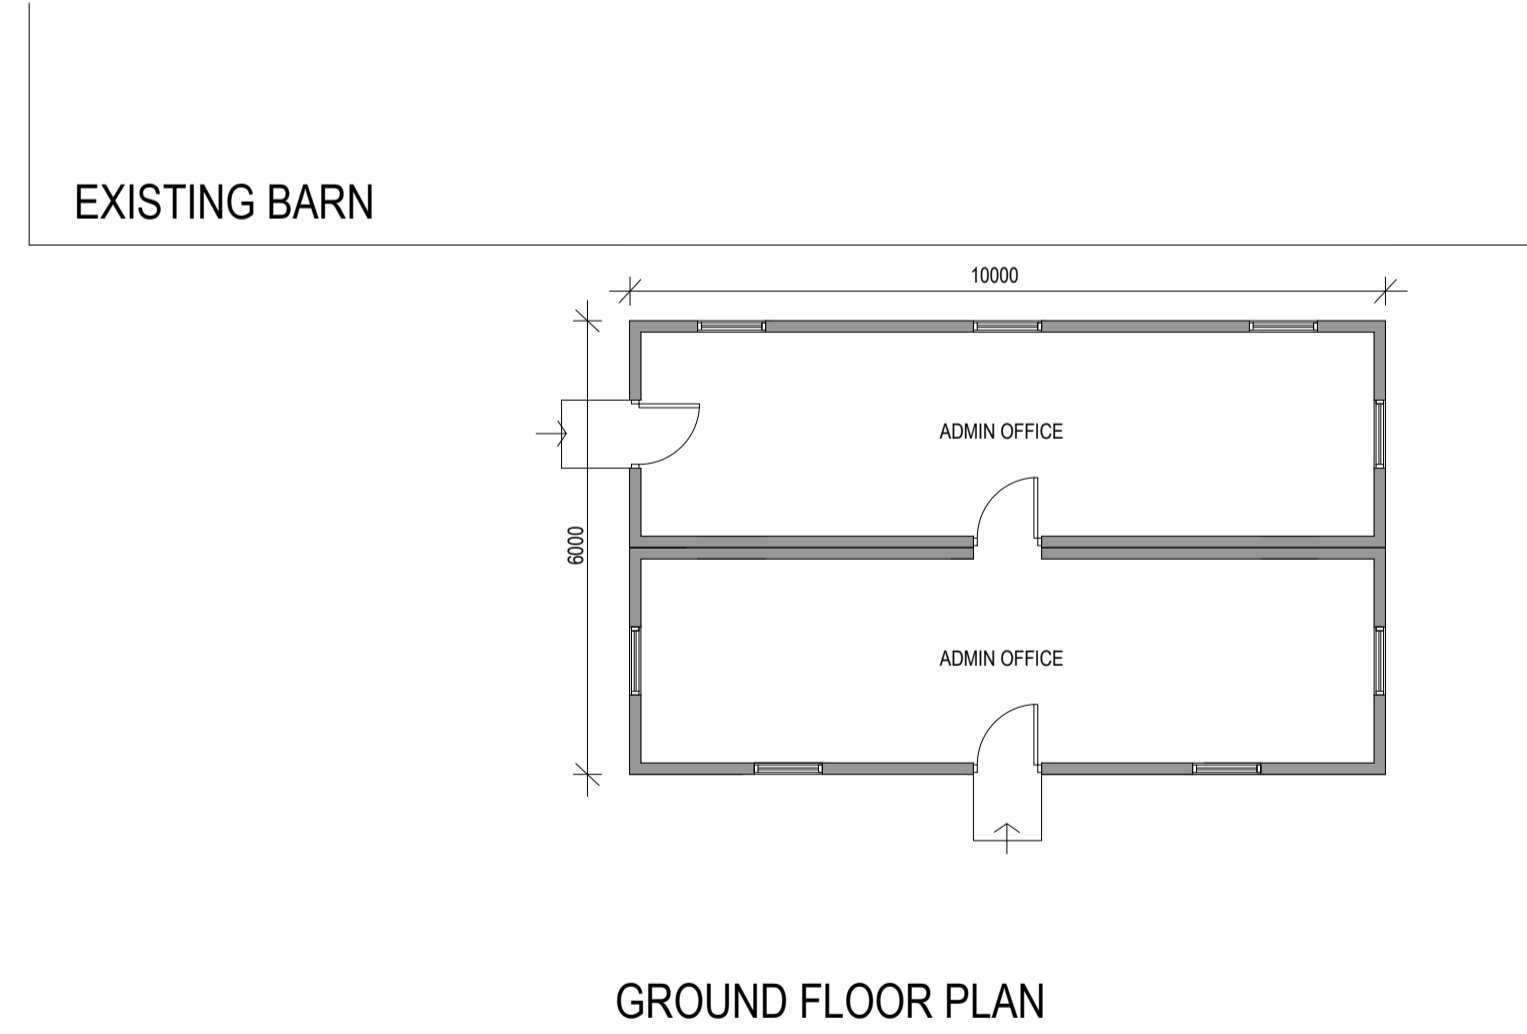 EXISTING BARN
10000
ADMIN OFFICE
6000
ADMIN OFFICE
GROUND FLOOR PLAN